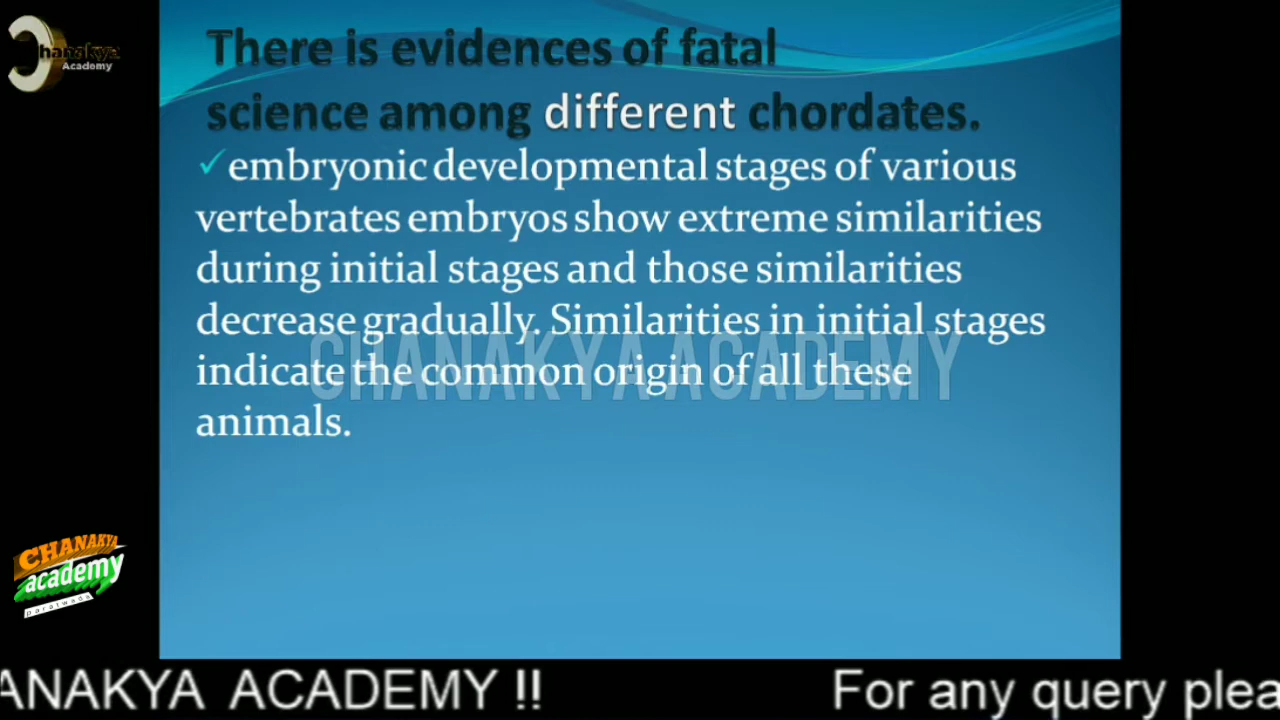 Chanakya
Academy
There is evidences of fatal
science among different chordates.
✓embryonic developmental stages of various
vertebrates embryos show extreme similarities
during initial stages and those similarities
decrease gradually. Similarities in initial stages
indicate the common origin of all these
animals.
CHANAKYA ACADEMY
CHANAKYA
academy
paratwada
ANAKYA ACADEMY !! For any query plea